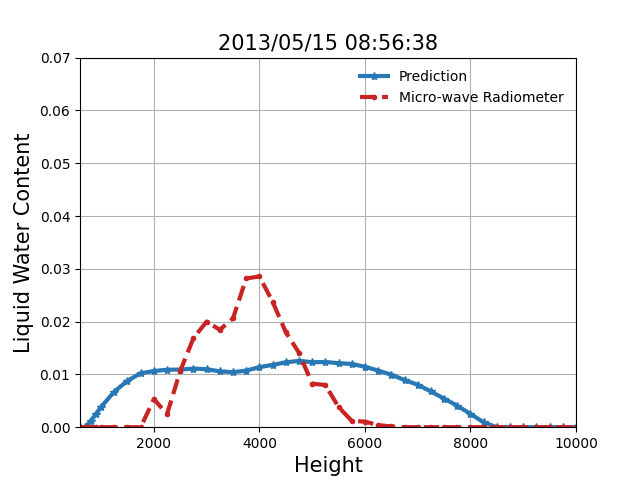 2013/05/15 08:56:38
Prediction
Micro-wave Radiometer
Liquid Water Content
0.07
0.06
0.05
0.04
0.03
0.02
0.01
0.00
2000 4000 6000 8000 10000
Height